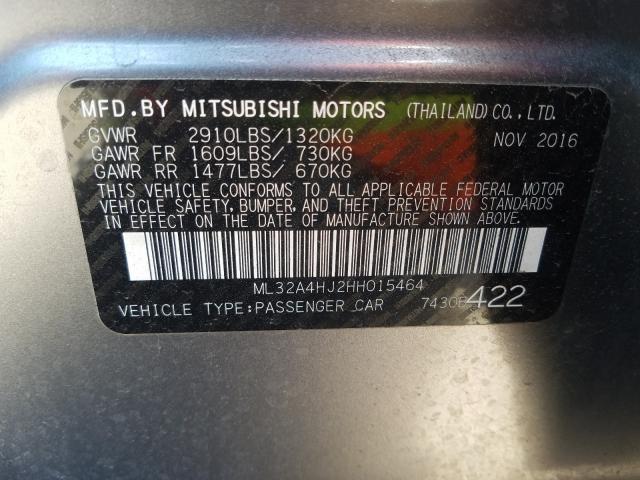 MFD.BY MITSUBISHI MOTORS (THAILAND)CO.,LTD.
GVWR 2910LBS/1320KG NOV 2016
GAWR FR 1609LBS/ 730KG
GAWR RR 1477LBS/ 670KG
THIS VEHICLE CONFORMS TO ALL APPLICABLE FEDERAL MOTOR
VEHICLE SAFETY, BUMPER, AND THEFT PREVENTION STANDARDS
IN EFFECT ON THE DATE OF MANUFACTURE SHOWN ABOVE.
ML32A4HJ2HH015464
VEHICLE TYPE:PASSENGER CAR 7430E422